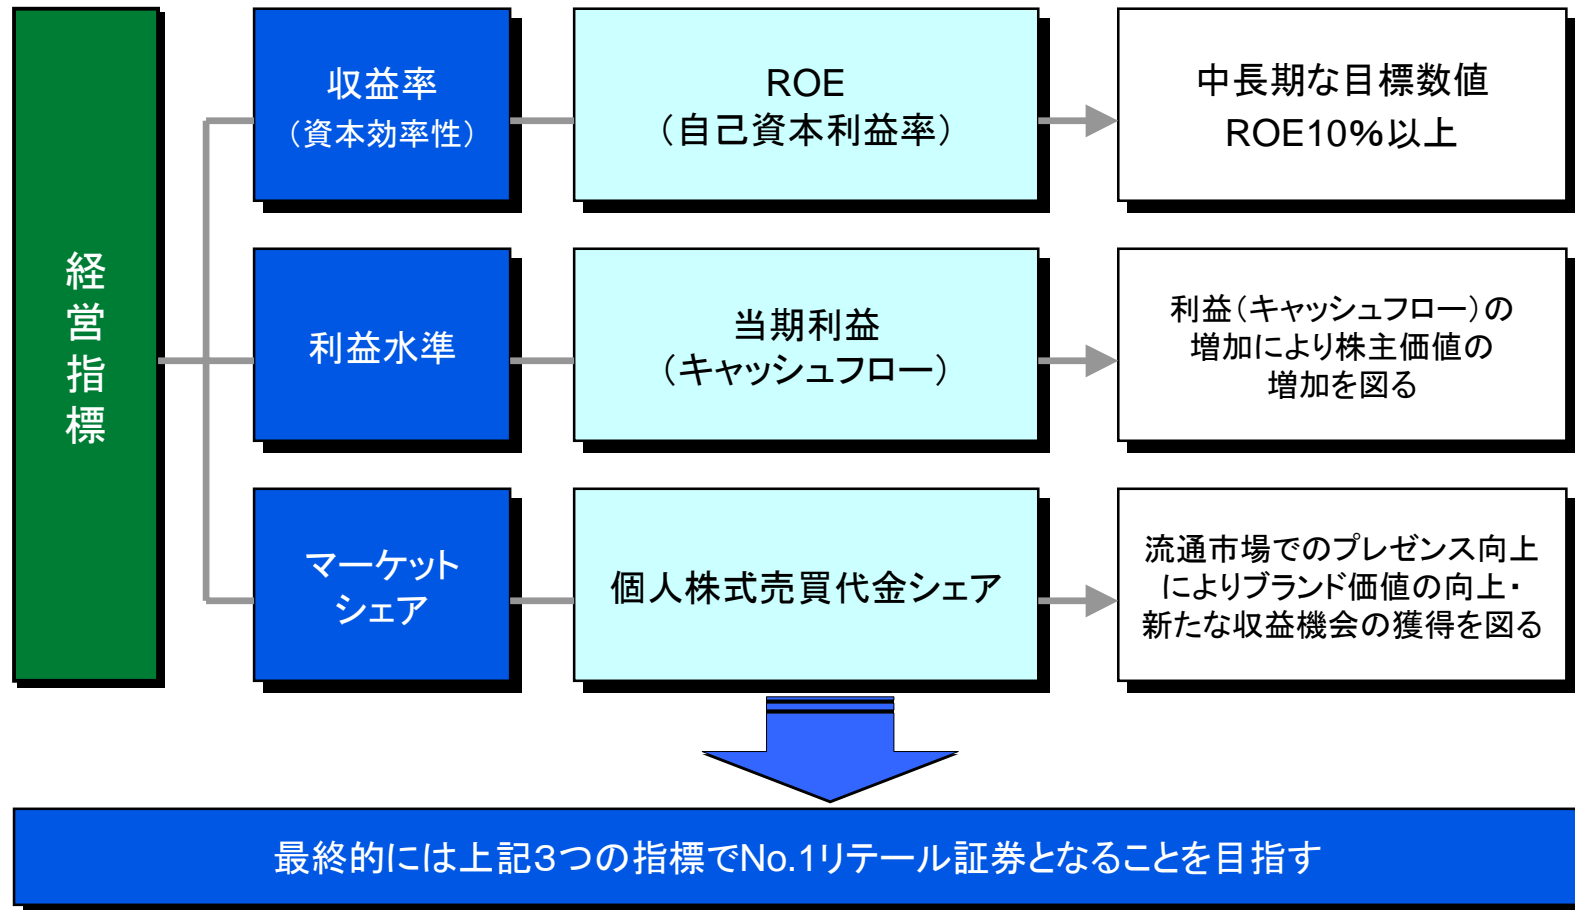 経営指標
収益率
（資本効率性）
ROE
（自己資本利益率）
中長期な目標数値
ROE10%以上
利益水準
当期利益
（キャッシュフロー）
利益（キャッシュフロー）の
増加により株主価値の
増加を図る
マーケット
シェア
個人株式売買代金シェア
流通市場でのプレゼンス向上
によりブランド価値の向上・
新たな収益機会の獲得を図る
最終的には上記３つの指標でNo.1リテール証券となることを目指す